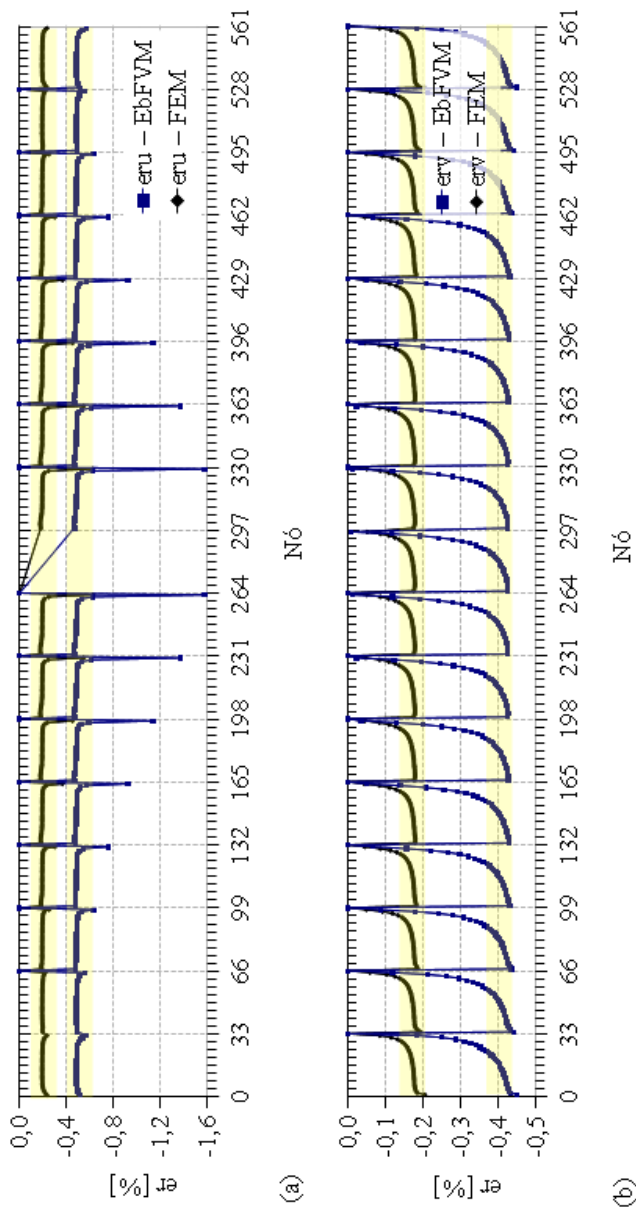 0,0
-0,4
-0,8
-1,2
-1,6
er [%]
0 33 66 99 132 165 198 231 264 297 330 363 396 429 462 495 528 561
Nó
eru – EbFVM
eru – FEM
(a)
0,0
-0,1
-0,2
-0,3
-0,4
-0,5
er [%]
0 33 66 99 132 165 198 231 264 297 330 363 396 429 462 495 528 561
Nó
erv – EbFVM
erv – FEM
(b)